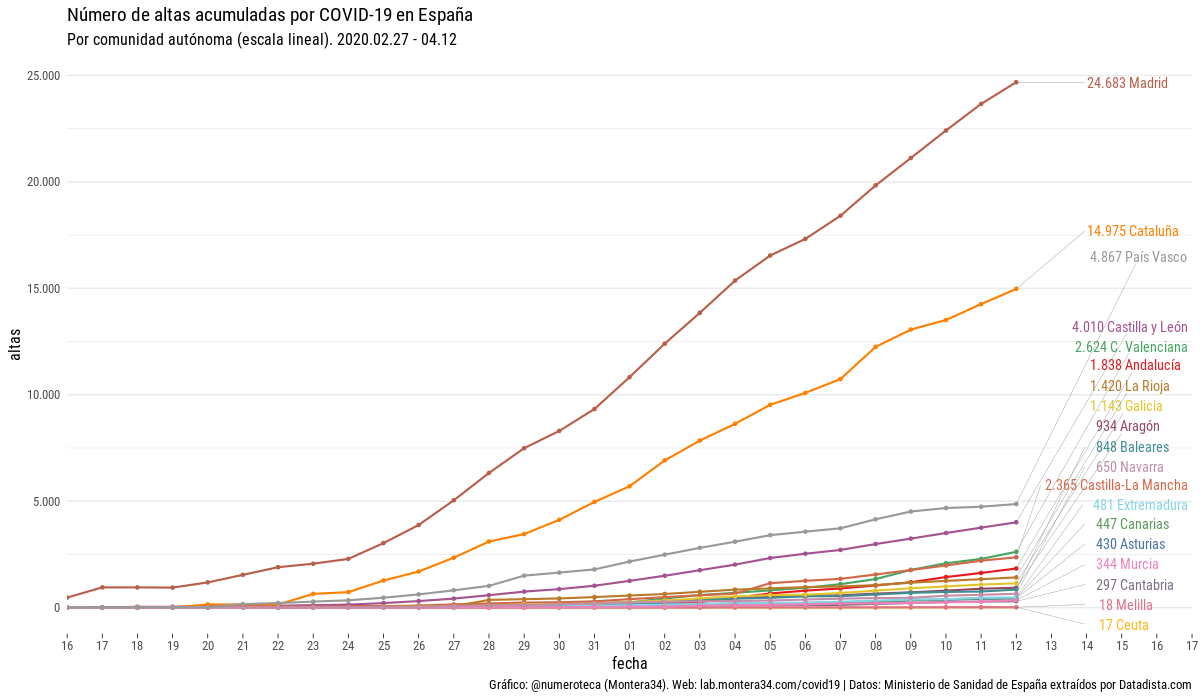 Número de altas acumuladas por COVID-19 en España
Por comunidad autónoma (escala lineal). 2020.02.27 - 04.12
altas
25.000
20.000
15.000
10.000
5.000
0
24.683 Madrid
14.975 Cataluña
4.867 País Vasco
4.010 Castilla y León
2.624 C. Valenciana
1.838 Andalucía
1.420 La Rioja
1.143 Galicia
934 Aragón
848 Baleares
650 Navarra
2.365 Castilla-La Mancha
481 Extremadura
447 Canarias
430 Asturias
344 Murcia
297 Cantabria
18 Melilla
17 Ceuta
16 17 18 19 20 21 22 23 24 25 26 27 28 29 30 31 01 02 03 04 05 06 07 08 09 10 11 12 13 14 15 16 17
fecha
Gráfico: @numeroteca (Montera34). Web: lab.montera34.com/covid19 | Datos: Ministerio de Sanidad de España extraídos por Datadista.com